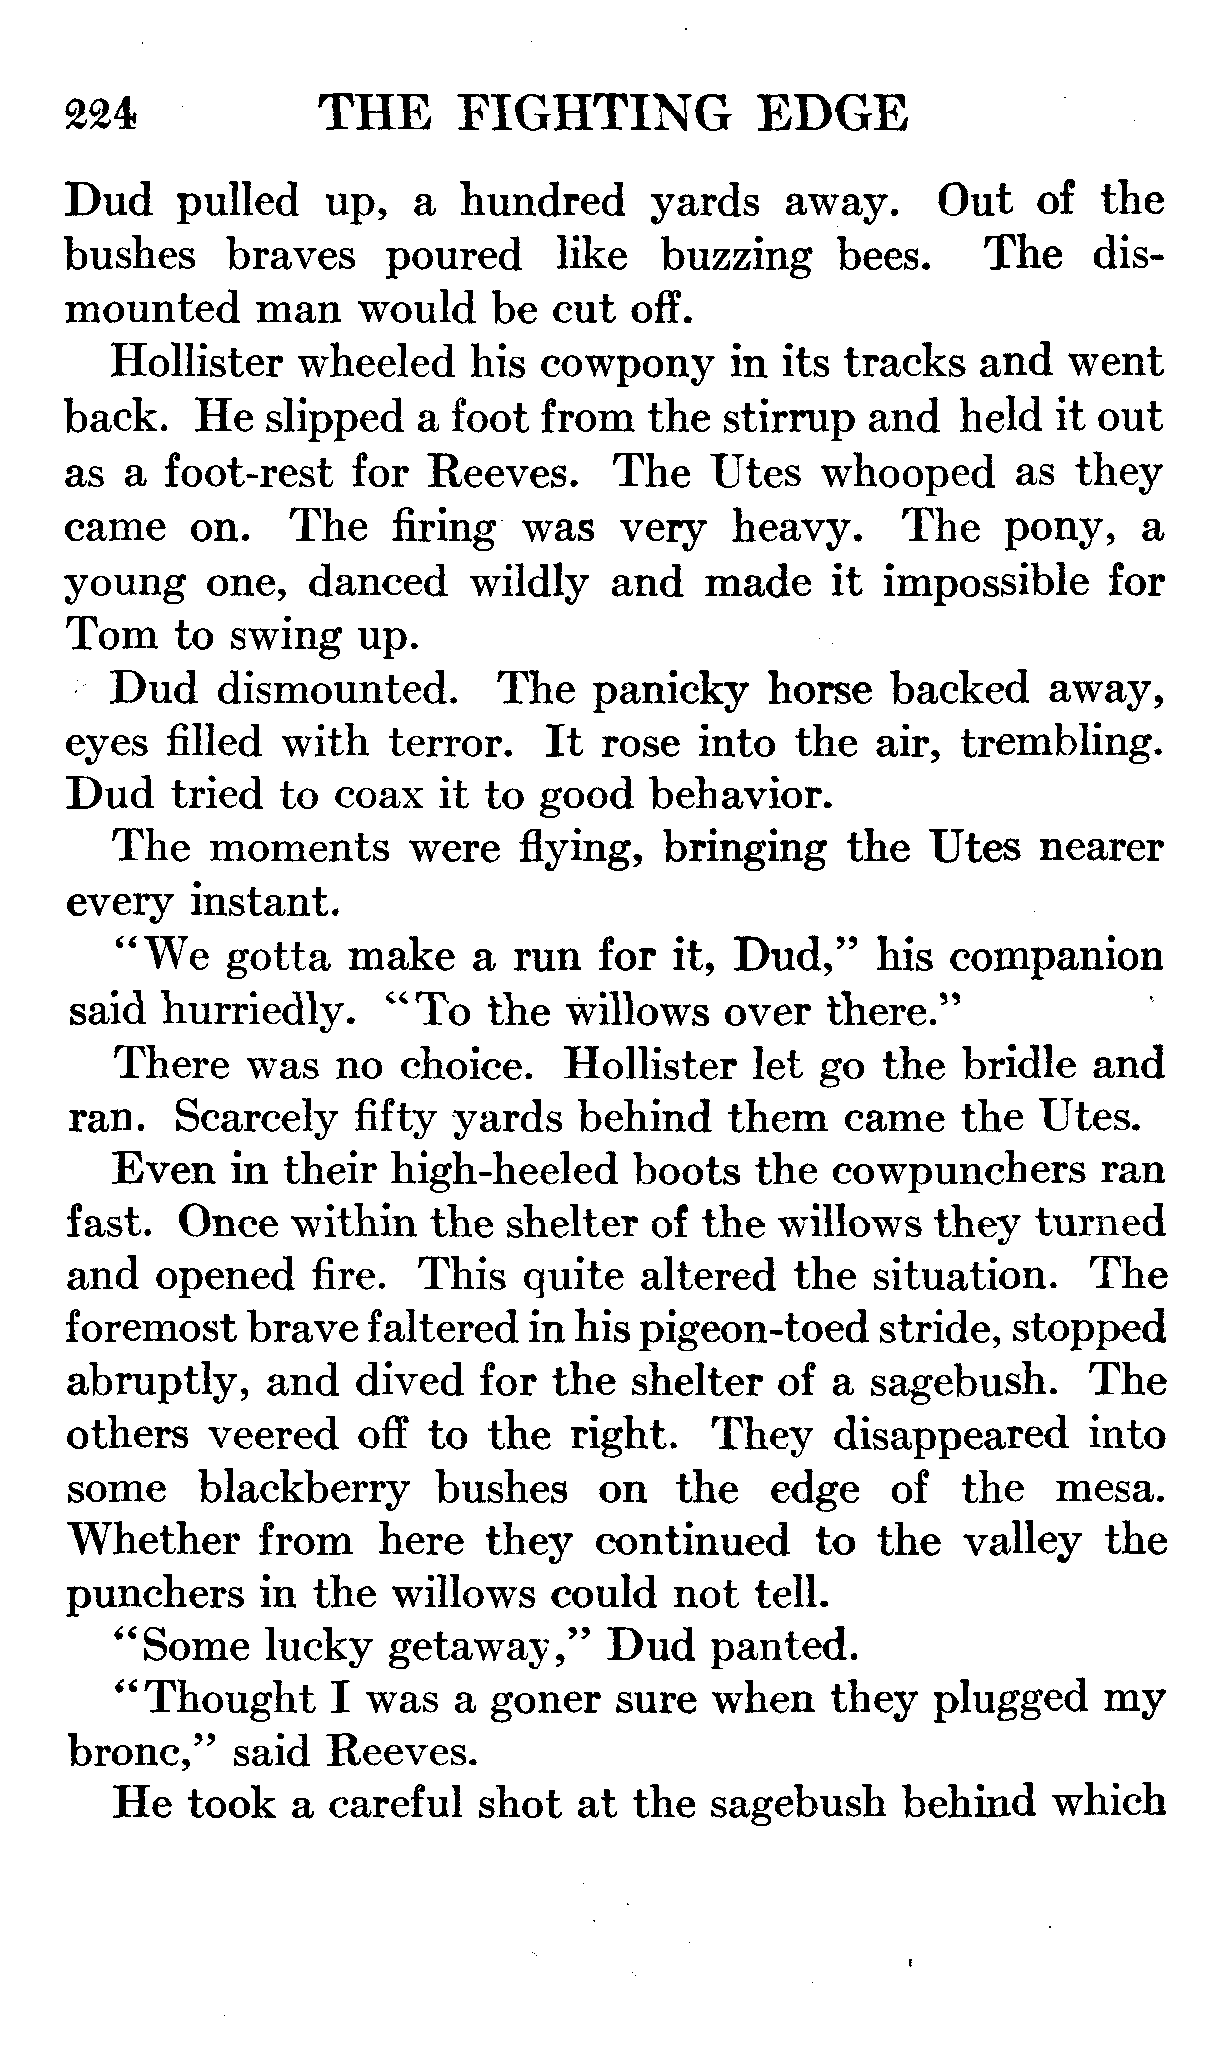 224 THE FIGHTING EDGE
Dud pulled up, a hundred yards away. Out of the
bushes braves poured like buzzing bees. The dis-
mounted man would be cut off.
Hollister wheeled his cowpony in its tracks and went
back. He slipped a foot from the stirrup and held it out
as a foot-rest for Reeves. The Utes whooped as they
came on. The firing was very heavy. The pony, a
young one, danced wildly and made it impossible for
Tom to swing up.
Dud dismounted. The panicky horse backed away,
eyes filled with terror. It rose into the air, trembling.
Dud tried to coax it to good behavior.
The moments were flying, bringing the Utes nearer
every instant.
“We gotta make a run for it, Dud,” his companion
said hurriedly. “To the willows over there.”
There was no choice. Hollister let go the bridle and
ran. Scarcely fifty yards behind them came the Utes.
Even in their high-heeled boots the cowpunchers ran
fast. Once within the shelter of the willows they turned
and opened fire. This quite altered the situation. The
foremost brave faltered in his pigeon-toed stride, stopped
abruptly, and dived for the shelter of a sagebush. The
others veered off to the right. They disappeared into
some blackberry bushes on the edge of the mesa.
Whether from here they continued to the valley the
punchers in the willows could not tell.
“Some lucky getaway,” Dud panted.
“Thought I was a goner sure when they plugged my
bronc,” said Reeves.
He took a careful shot at the sagebush behind which